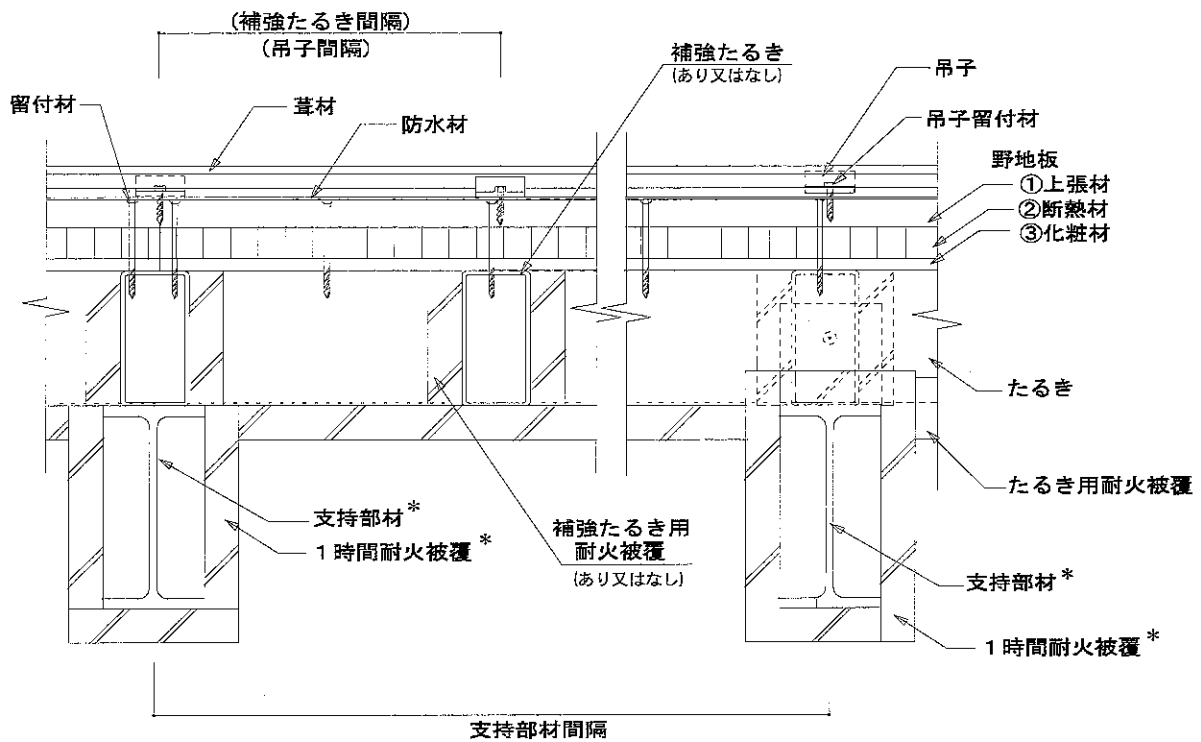 (補強たるき間隔)
(吊子間隔)
補強たるき
(あり又はなし)
吊子
留付材
葺材
防水材
吊子留付材
野地板
①上張材
②断熱材
③化粧材
たるき
たるき用耐火被覆
支持部材*
1時間耐火被覆*
補強たるき用
耐火被覆
(あり又はなし)
支持部材*
1時間耐火被覆*
支持部材間隔